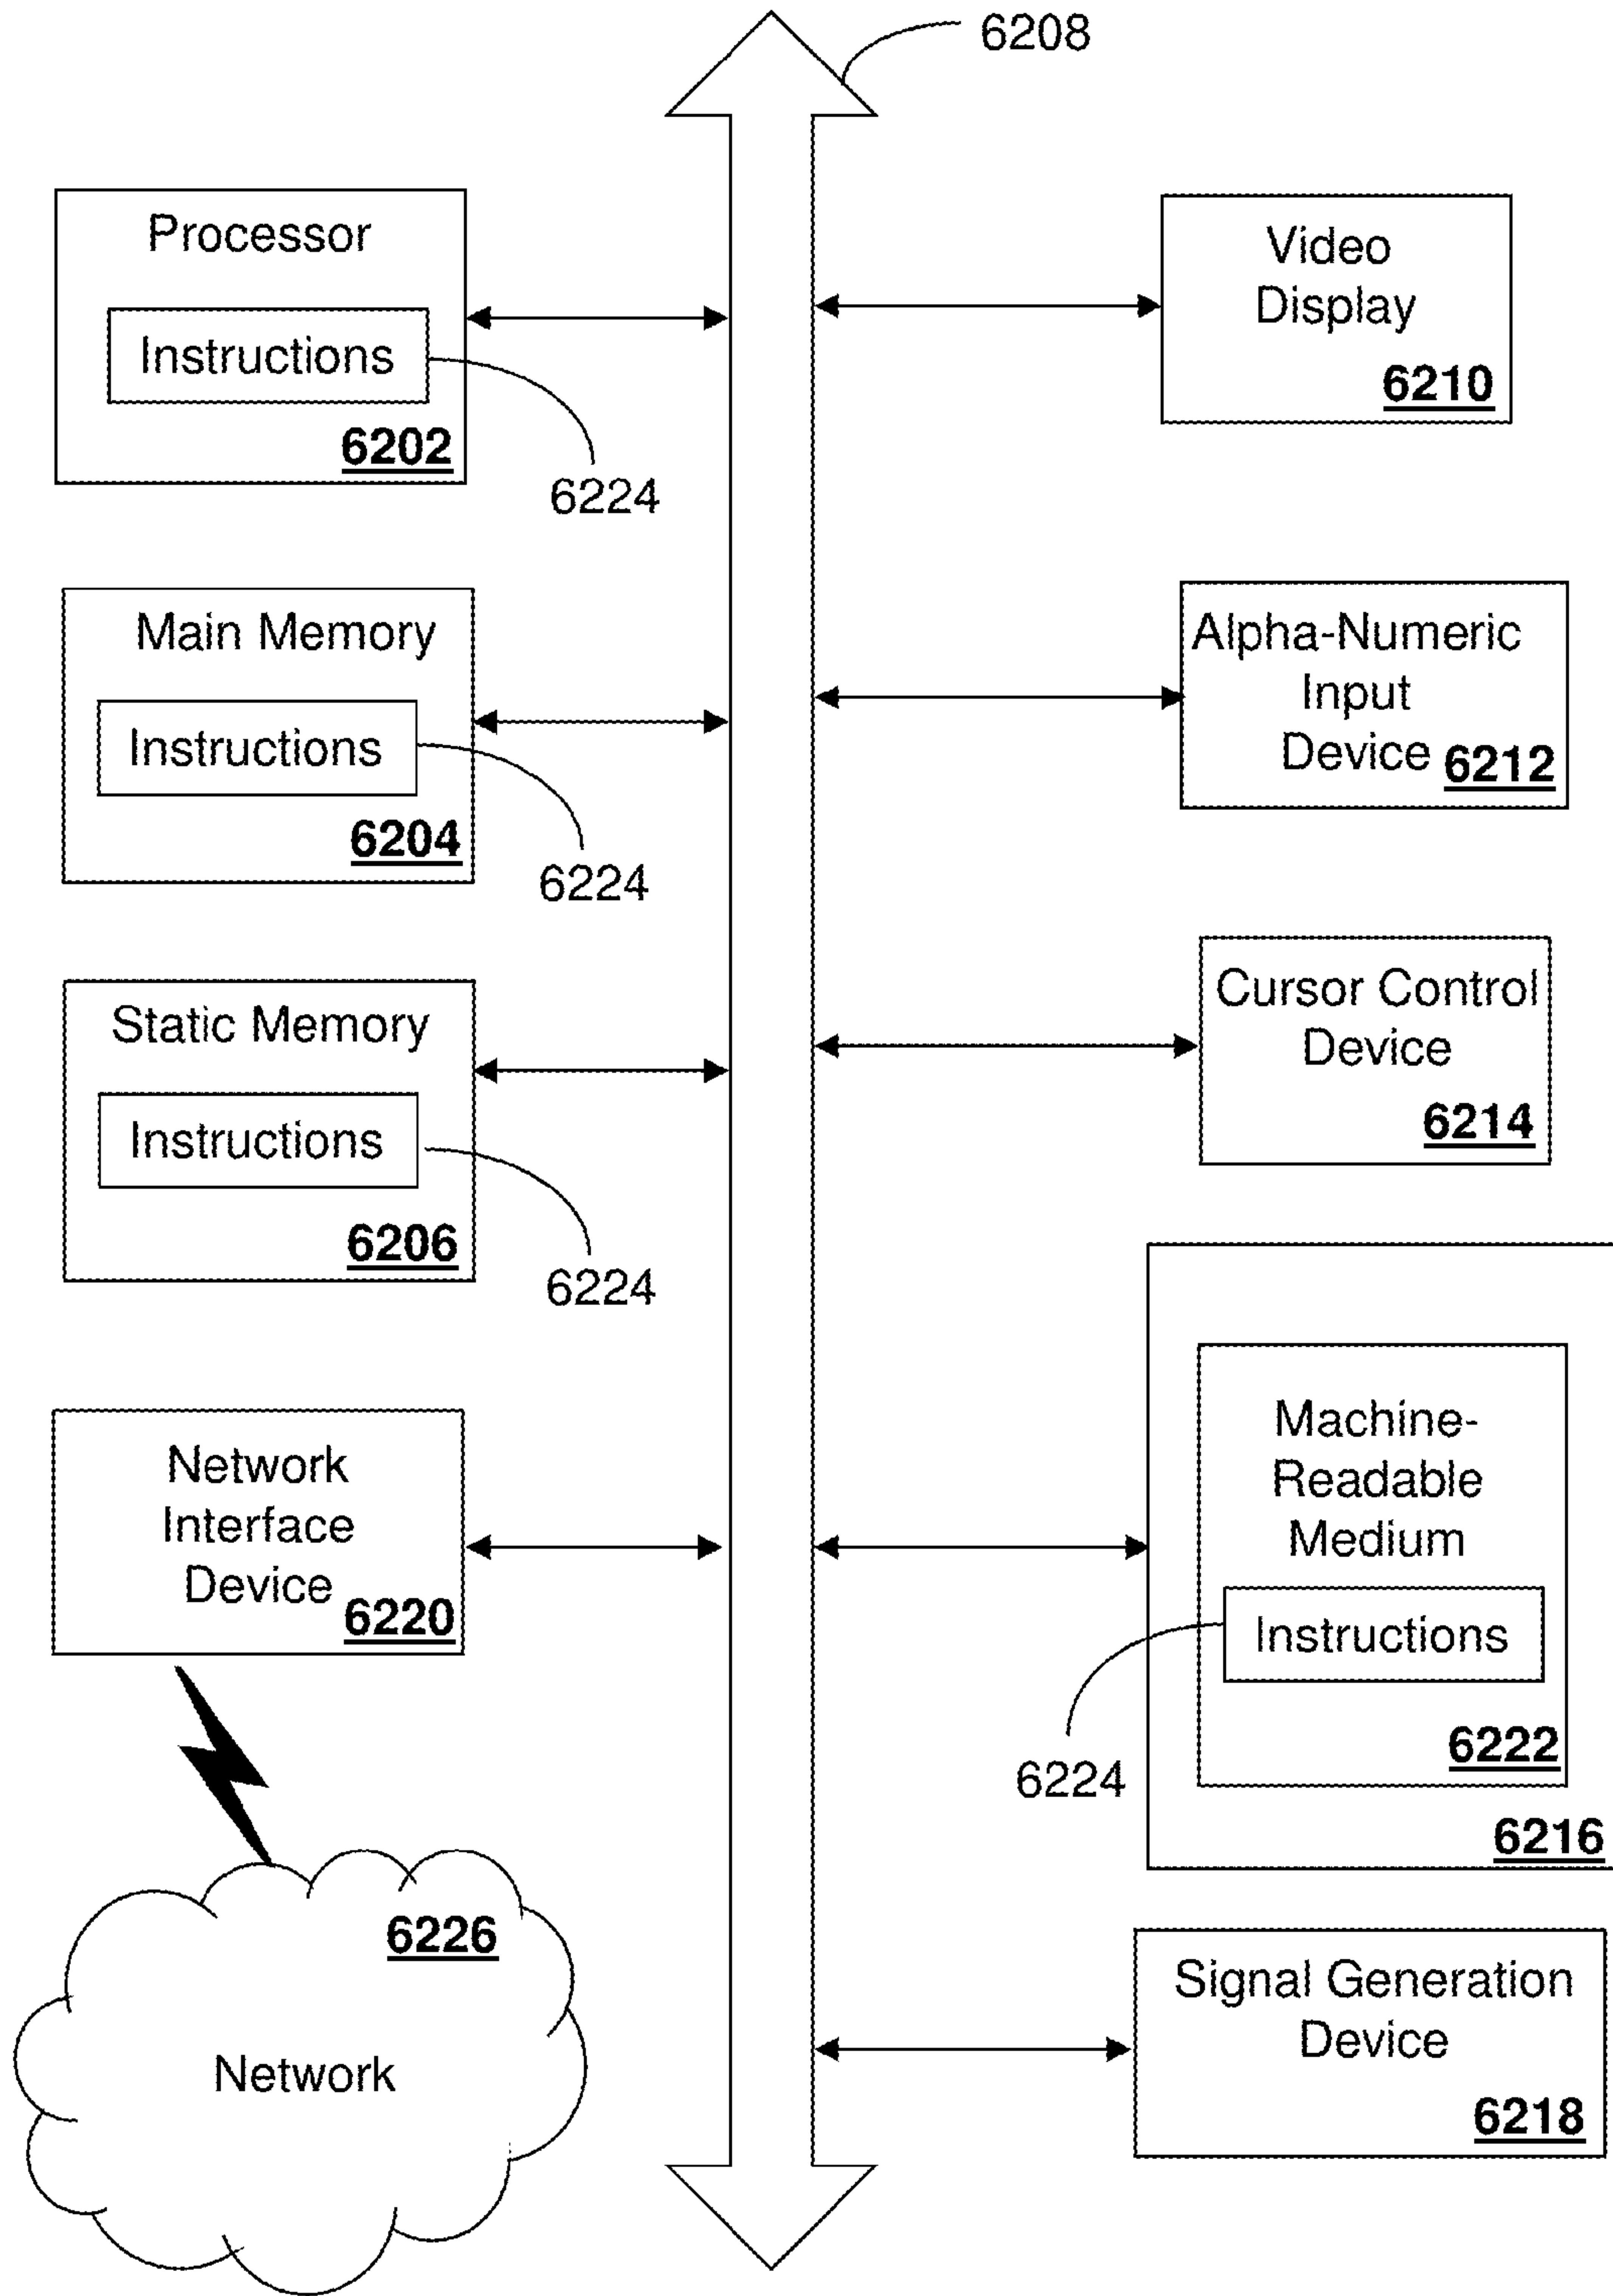 6208
Processor
Instructions
6202
6224
Main Memory
Instructions
6204
6224
Static Memory
Instructions
6206
6224
Network
Interface
Device
6220
6226
Network
Video
Display
6210
Alpha-Numeric
Input
Device 6212
Cursor Control
Device
6214
Machine-
Readable
Medium
Instructions
6222
6224
6216
Signal Generation
Device
6218